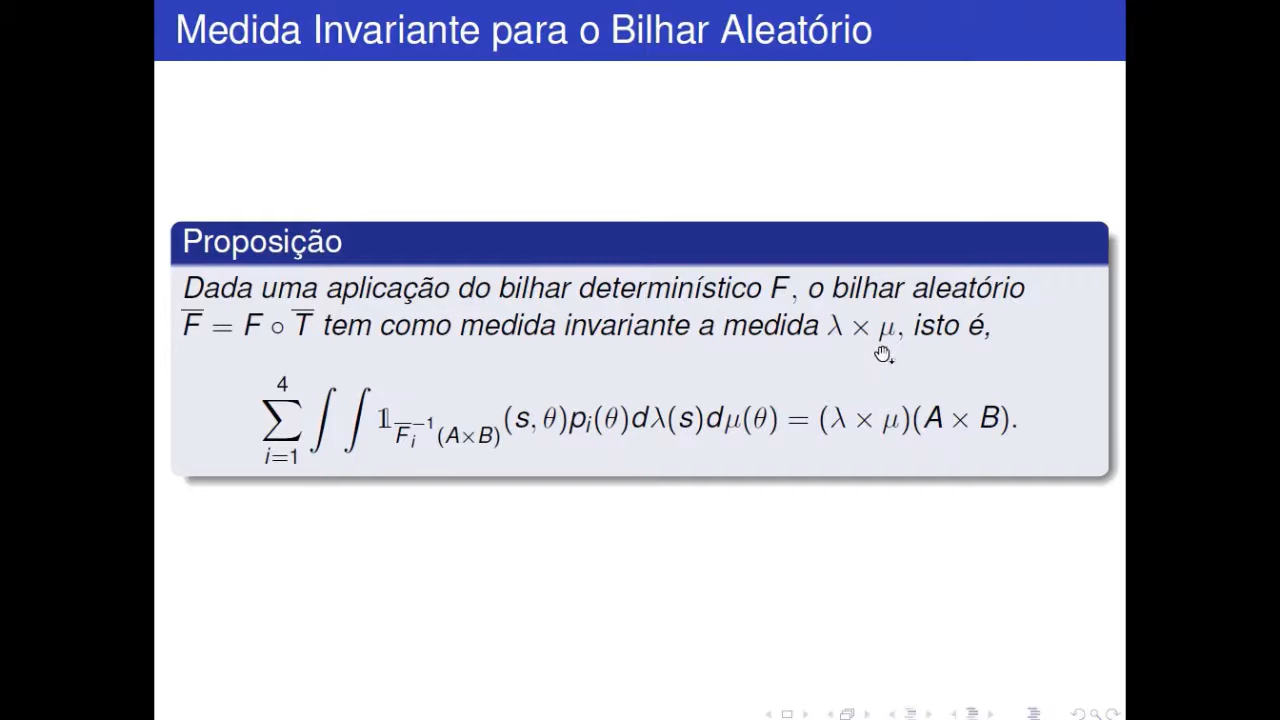 Medida Invariante para o Bilhar Aleatório
Proposição
Dada uma aplicação do bilhar determinístico F, o bilhar aleatório
F̅ = F ∘ T̅ tem como medida invariante a medida λ × μ, isto é,
∑_{i=1}^{4} ∫ ∫ 𝟙_{F̅_i^{-1}(A×B)}(s, θ)p_i(θ)dλ(s)dμ(θ) = (λ × μ)(A × B).